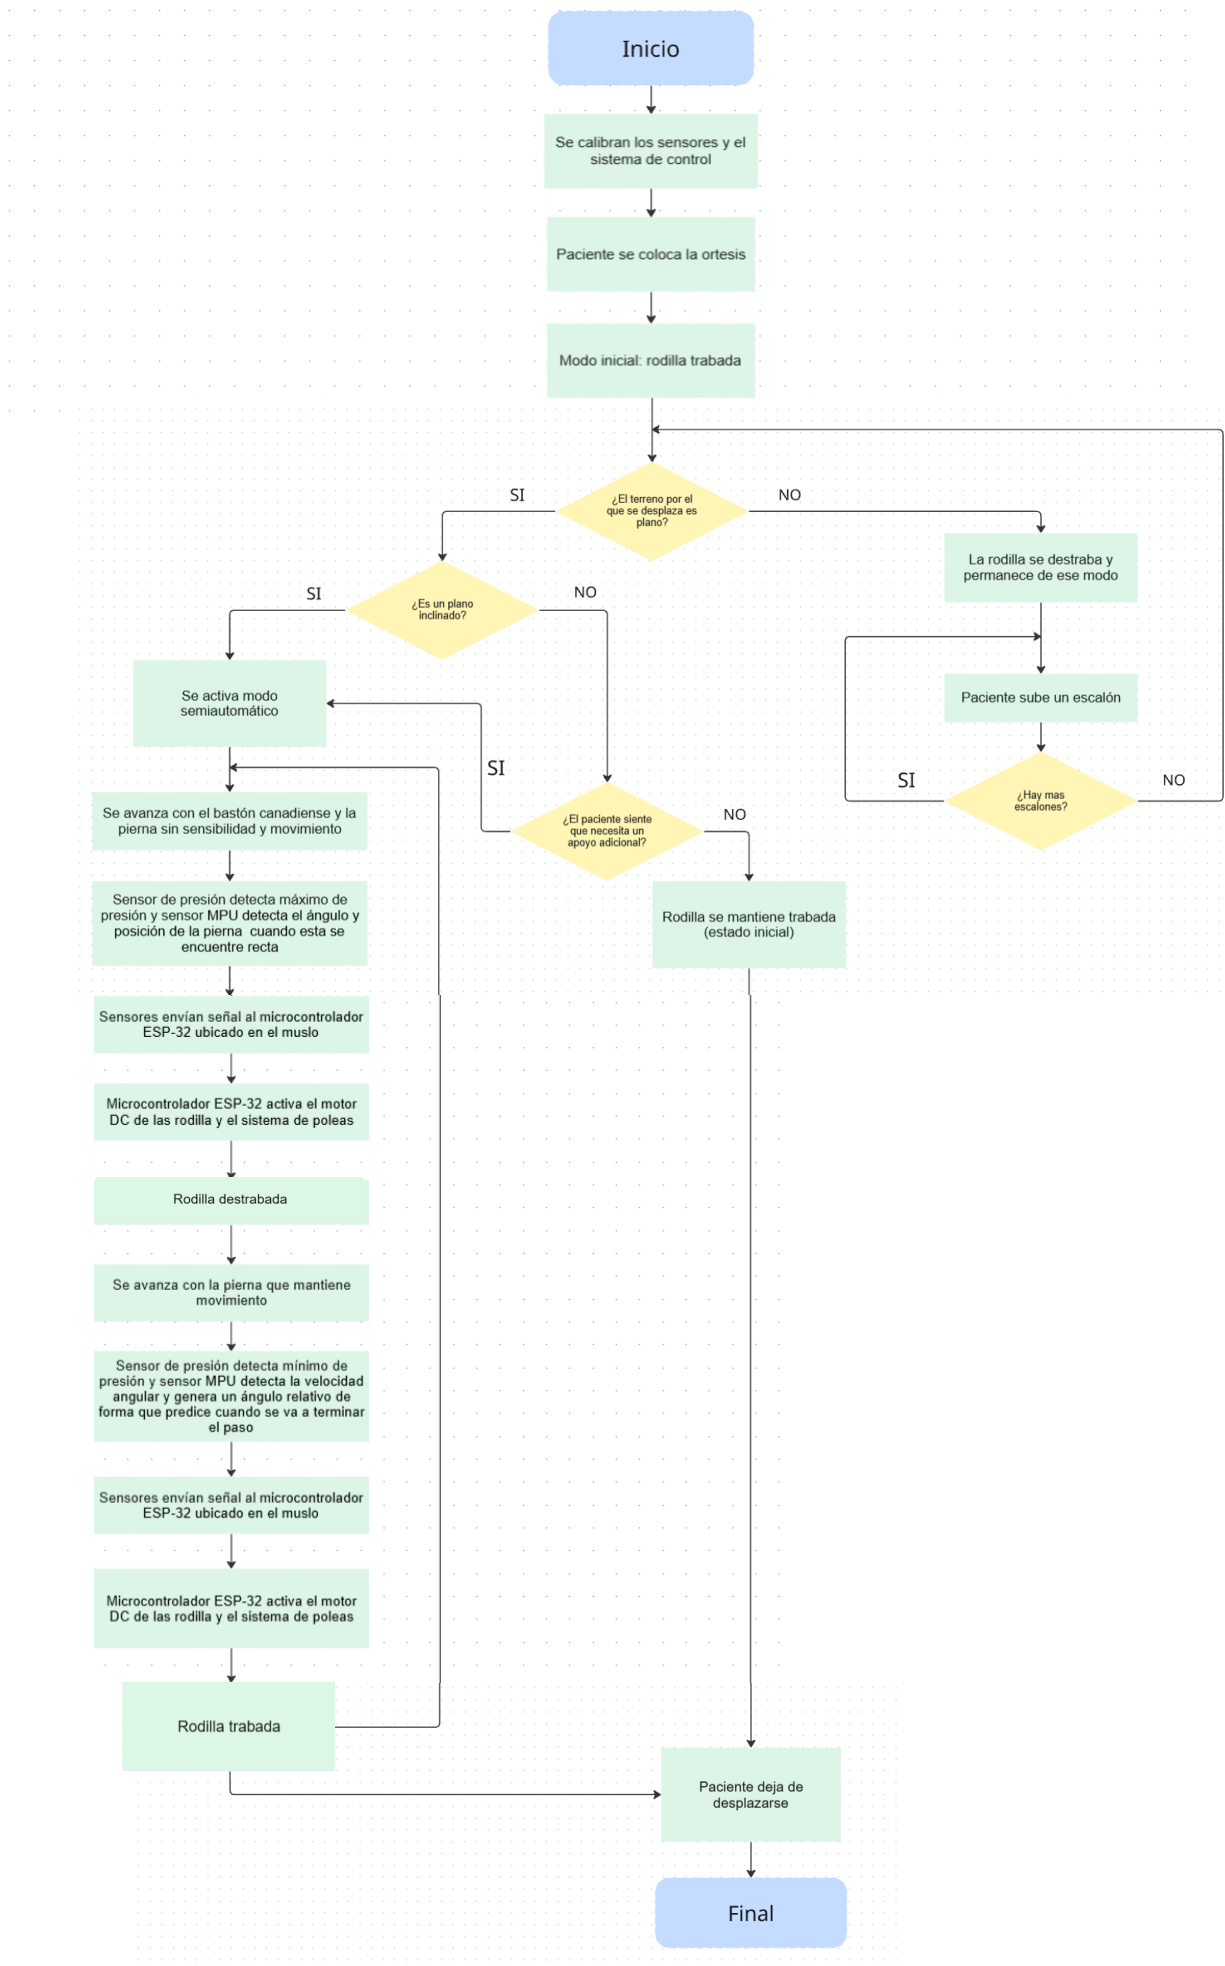 Inicio
Se calibran los sensores y el
sistema de control
Paciente se coloca la ortesis
Modo inicial: rodilla trabada
¿El terreno por el
que se desplaza es
plano?
SI
NO
La rodilla se destraba y
permanece de ese modo
¿Es un plano
inclinado?
SI
NO
Se activa modo
semiautomático
Paciente sube un escalón
SI
¿Hay mas
escalones?
SI
NO
Se avanza con el bastón canadiense y la
pierna sin sensibilidad y movimiento
¿El paciente siente
que necesita un
apoyo adicional?
NO
Sensor de presión detecta máximo de
presión y sensor MPU detecta el ángulo y
posición de la pierna cuando esta se
encuentre recta
Rodilla se mantiene trabada
(estado inicial)
Sensores envían señal al microcontrolador
ESP-32 ubicado en el muslo
Microcontrolador ESP-32 activa el motor
DC de las rodilla y el sistema de poleas
Rodilla destrabada
Se avanza con la pierna que mantiene
movimiento
Sensor de presión detecta mínimo de
presión y sensor MPU detecta la velocidad
angular y genera un ángulo relativo de
forma que predice cuando se va a terminar
el paso
Sensores envían señal al microcontrolador
ESP-32 ubicado en el muslo
Microcontrolador ESP-32 activa el motor
DC de las rodilla y el sistema de poleas
Rodilla trabada
Paciente deja de
desplazarse
Final